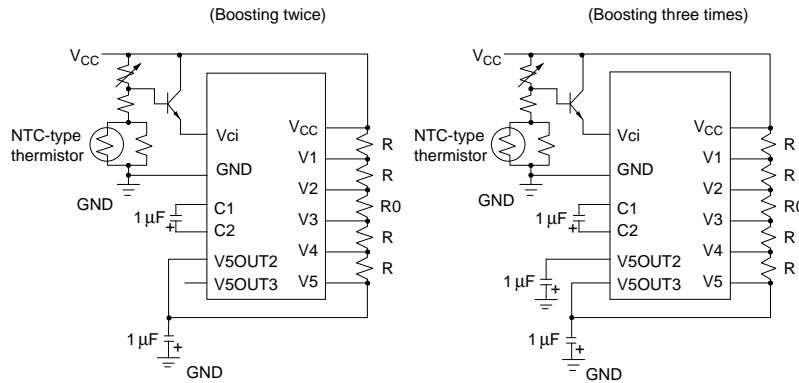 (Boosting twice)
VCC
NTC-type
thermistor
GND
Vci
GND
C1
C2
V5OUT2
V5OUT3
VCC
V1
V2
V3
V4
V5
R
R
R0
R
R
1 μF
+
1 μF
+
GND
(Boosting three times)
VCC
NTC-type
thermistor
GND
Vci
GND
C1
C2
V5OUT2
V5OUT3
VCC
V1
V2
V3
V4
V5
R
R
R0
R
R
1 μF
+
1 μF
+
1 μF
+
GND